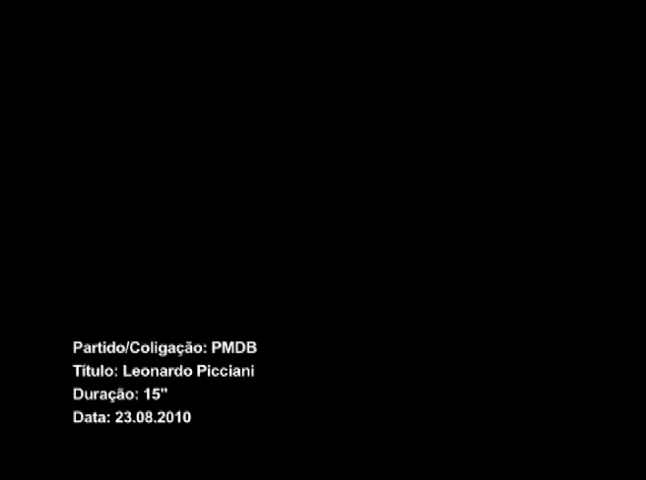 Partido/Coligação: PMDB
Título: Leonardo Picciani
Duração: 15"
Data: 23.08.2010